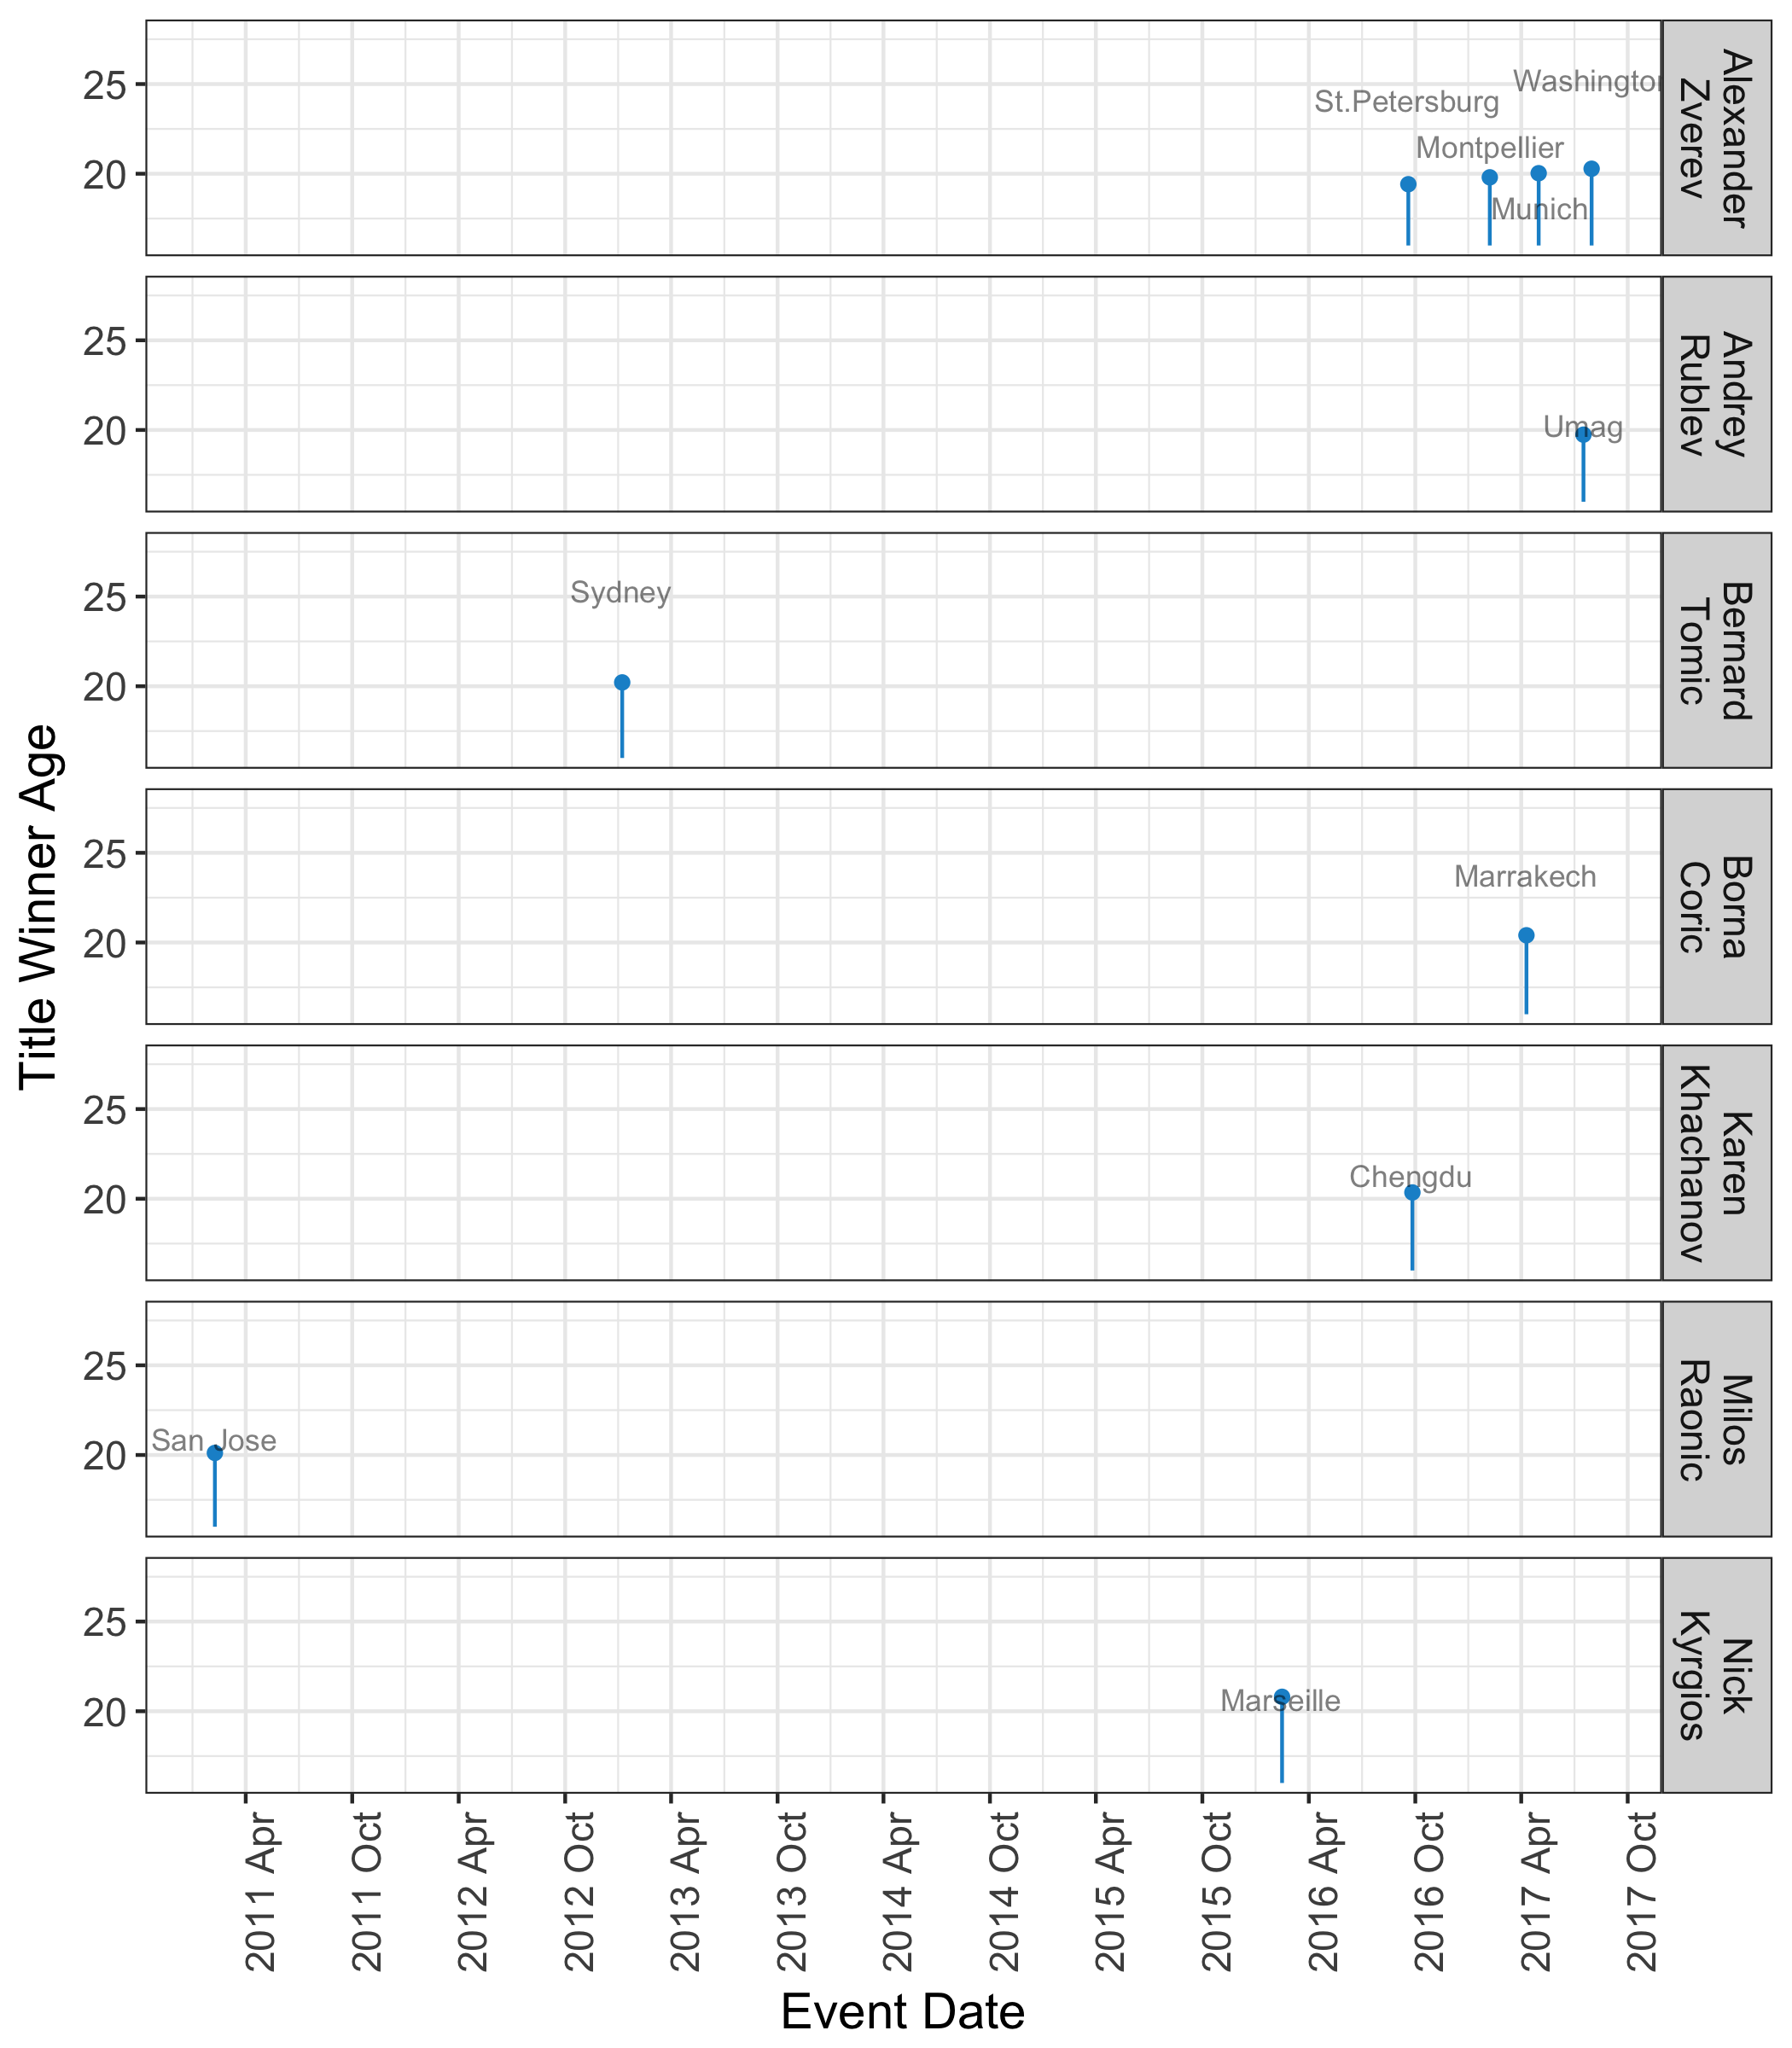 Title Winner Age
25
20
St.Petersburg
Washington
Montpellier
Munich
Alexander
Zverev
25
20
Umag
Andrey
Rublev
25
20
Sydney
Bernard
Tomic
25
20
Marrakech
Borna
Coric
25
20
Chengdu
Karen
Khachanov
25
20
San Jose
Milos
Raonic
25
20
Marseille
Nick
Kyrgios
2011 Apr
2011 Oct
2012 Apr
2012 Oct
2013 Apr
2013 Oct
2014 Apr
2014 Oct
2015 Apr
2015 Oct
2016 Apr
2016 Oct
2017 Apr
2017 Oct
Event Date